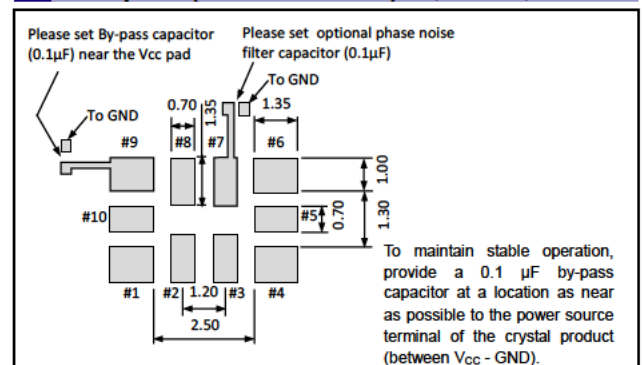 Please set By-pass capacitor
(0.1µF) near the Vcc pad
Please set optional phase noise
filter capacitor (0.1µF)
To GND
To GND
0.70
1.35
1.35
#9
#8
#7
#6
1.00
#10
#5
0.70
1.30
#1
#2
1.20
#3
#4
2.50
To maintain stable operation,
provide a 0.1 µF by-pass
capacitor at a location as near
as possible to the power source
terminal of the crystal product
(between VCC - GND).